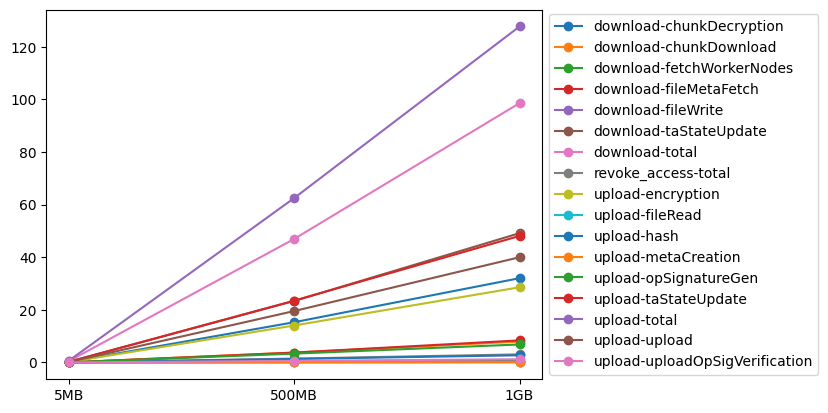 120
100
80
60
40
20
0
5MB
500MB
1GB
download-chunkDecryption
download-chunkDownload
download-fetchWorkerNodes
download-fileMetaFetch
download-fileWrite
download-taStateUpdate
download-total
revoke_access-total
upload-encryption
upload-fileRead
upload-hash
upload-metaCreation
upload-opSignatureGen
upload-taStateUpdate
upload-total
upload-upload
upload-uploadOpSigVerification